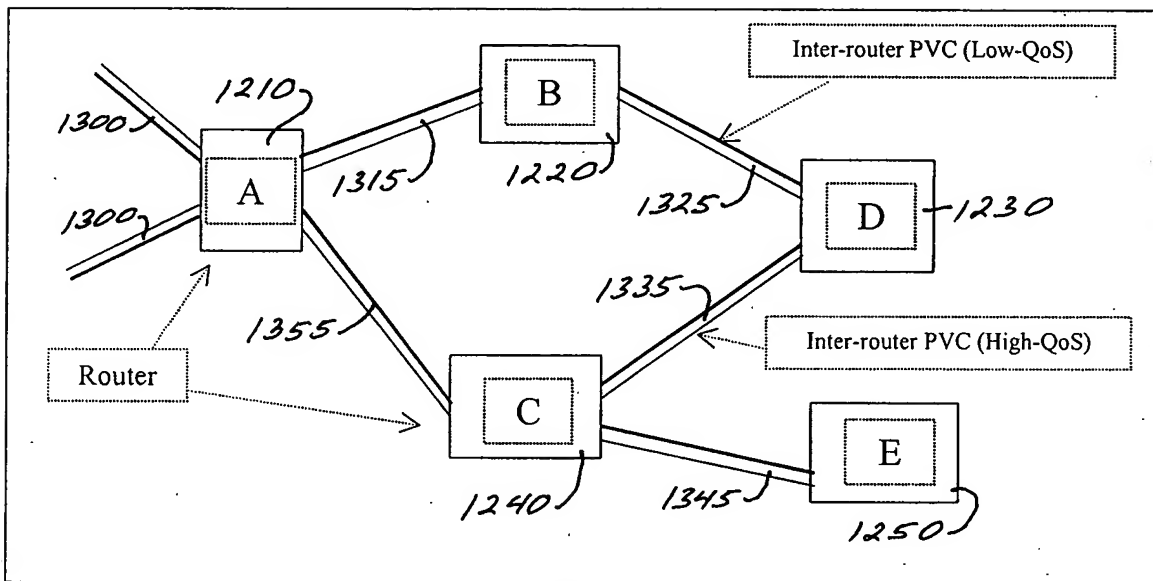 Inter-router PVC (Low-QoS)
1210
B
1300
A
1315
1220
1325
1230
1300
D
1335
1355
Inter-router PVC (High-QoS)
Router
C
E
1240
1345
1250